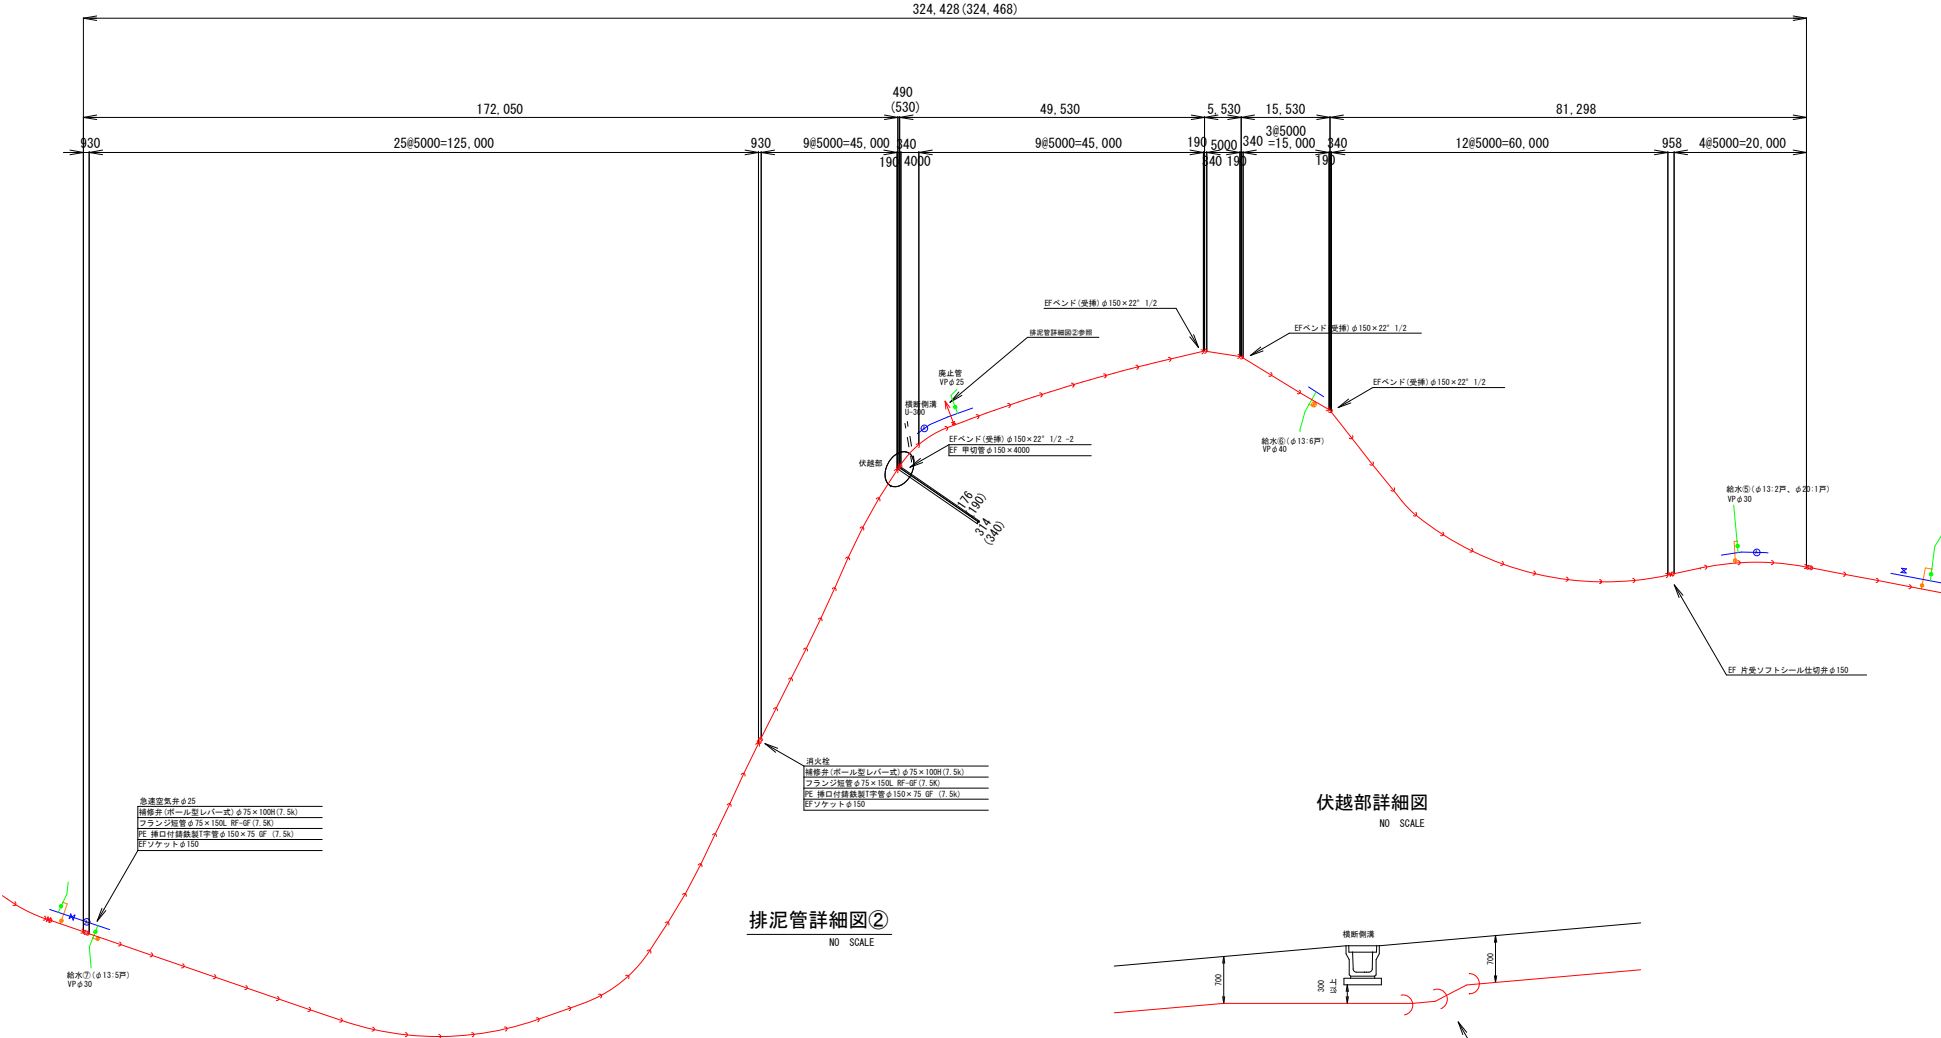 324,428(324,468)
172,050
490
(530)
49,530
5,530
15,530
81,298
930
25@5000=125,000
930
9@5000=45,000
340
190
4000
9@5000=45,000
190
5000
340
340
190
3@5000
=15,000
340
190
12@5000=60,000
958
4@5000=20,000
EFベンド(受挿)φ150×22° 1/2
排泥管詳細図②参照
EFベンド(受挿)φ150×22° 1/2
EFベンド(受挿)φ150×22° 1/2
廃止管
VPφ25
横断側溝
U-300
EFベンド(受挿)φ150×22° 1/2 -2
EF 甲切管φ150×4000
伏越部
176
(190)
314
(340)
給水⑥(φ13:6戸)
VPφ40
給水⑤(φ13:2戸、φ20:1戸)
VPφ30
EF 片受ソフトシール仕切弁φ150
消火栓
補修弁(ボール型レバー式)φ75×100H(7.5k)
フランジ短管φ75×150L RF-GF(7.5K)
PE 挿口付鋳鉄製T字管φ150×75 GF (7.5k)
EFソケットφ150
急速空気弁φ25
補修弁(ボール型レバー式)φ75×100H(7.5k)
フランジ短管φ75×150L RF-GF(7.5K)
PE 挿口付鋳鉄製T字管φ150×75 GF (7.5k)
EFソケットφ150
給水⑦(φ13:5戸)
VPφ30
伏越部詳細図
NO SCALE
排泥管詳細図②
NO SCALE
横断側溝
700
300
以上
700